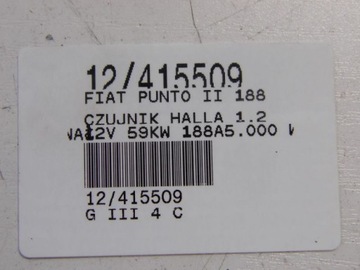 12/415509
FIAT PUNTO II 188
CZUJNIK HALLA 1.2
12V 59KW 188A5.000
12/415509
G III 4 C